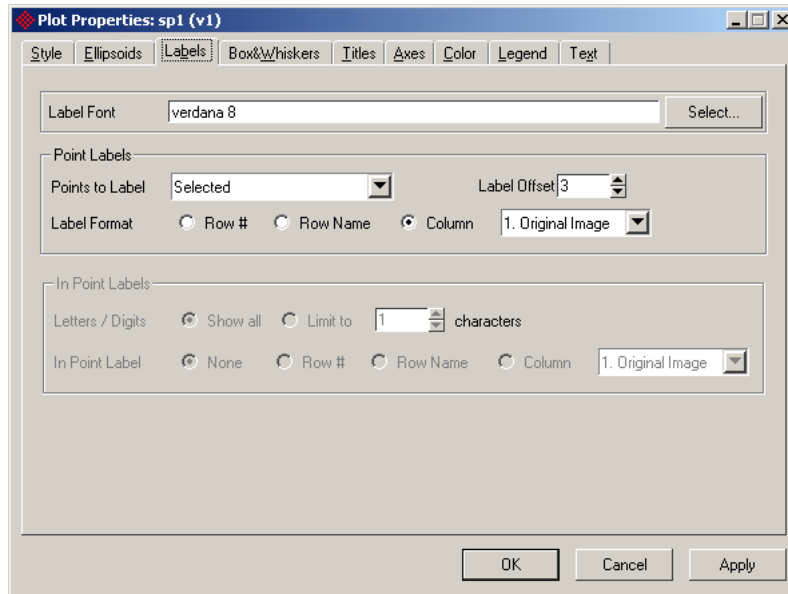 Plot Properties: sp1 (v1)
Style Ellipsoids Labels Box&Whiskers Titles Axes Color Legend Text
Label Font verdana 8 Select...
Point Labels
Points to Label Selected Label Offset 3
Label Format Row # Row Name Column 1. Original Image
In Point Labels
Letters / Digits Show all Limit to 1 characters
In Point Label None Row # Row Name Column 1. Original Image
OK Cancel Apply